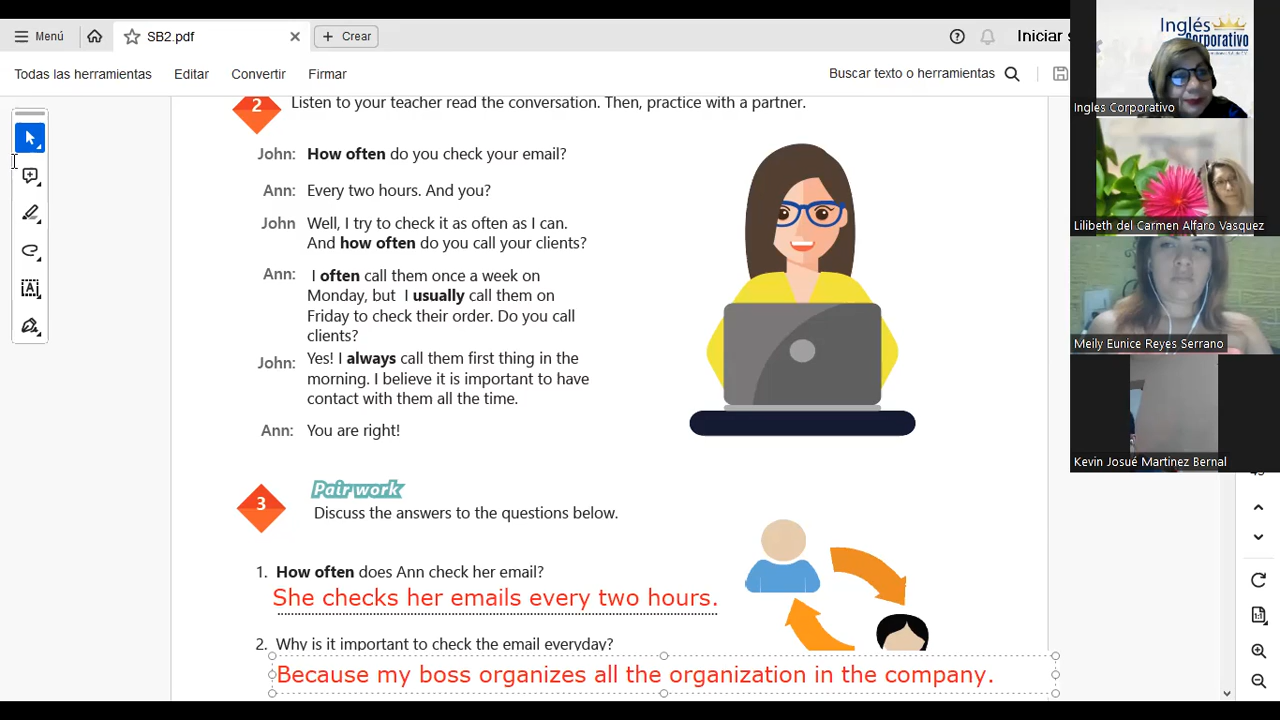 Menú
SB2.pdf
Crear
Iniciar s
Todas las herramientas
Editar
Convertir
Firmar
Buscar texto o herramientas
2
Listen to your teacher read the conversation. Then, practice with a partner.
John: How often do you check your email?
Ann: Every two hours. And you?
John Well, I try to check it as often as I can.
And how often do you call your clients?
Ann: I often call them once a week on
Monday, but I usually call them on
Friday to check their order. Do you call
clients?
John: Yes! I always call them first thing in the
morning. I believe it is important to have
contact with them all the time.
Ann: You are right!
3
Pair work
Discuss the answers to the questions below.
1. How often does Ann check her email?
She checks her emails every two hours.
2. Why is it important to check the email everyday?
Because my boss organizes all the organization in the company.
Inglés
Corporativo
Ingles Corporativo
Lilibeth del Carmen Alfaro Vasquez
Meily Eunice Reyes Serrano
Kevin Josué Martinez Bernal